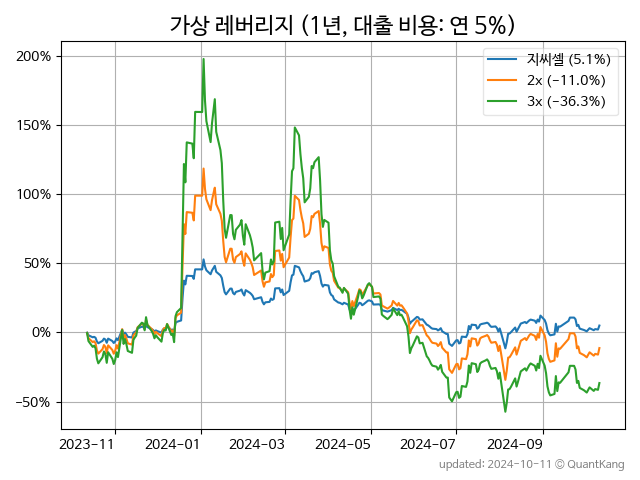 가상 레버리지 (1년, 대출 비용: 연 5%)
지씨셀 (5.1%)
2x (−11.0%)
3x (−36.3%)
200%
150%
100%
50%
0%
−50%
2023-11
2024-01
2024-03
2024-05
2024-07
2024-09
updated: 2024-10-11 © QuantKang